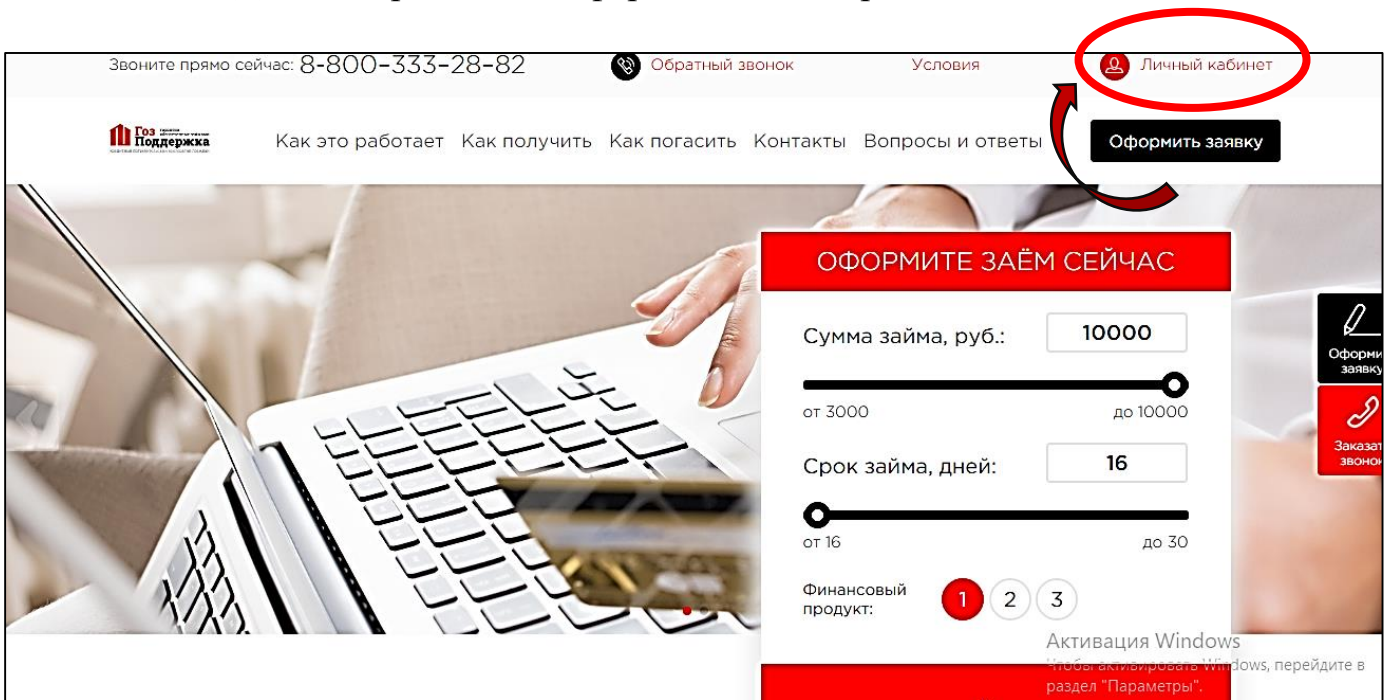 Звоните прямо сейчас: 8-800-333-28-82
Обратный звонок
Условия
Личный кабинет
Гоз
Поддержка
Как это работает
Как получить
Как погасить
Контакты
Вопросы и ответы
Оформить заявку
ОФОРМИТЕ ЗАЁМ СЕЙЧАС
Сумма займа, руб.:
10000
от 3000
до 10000
Срок займа, дней:
16
от 16
до 30
Финансовый
продукт:
1
2
3
Оформи
заявку
Заказат
звонок
Активация Windows
Чтобы активировать Windows, перейдите в
раздел "Параметры".